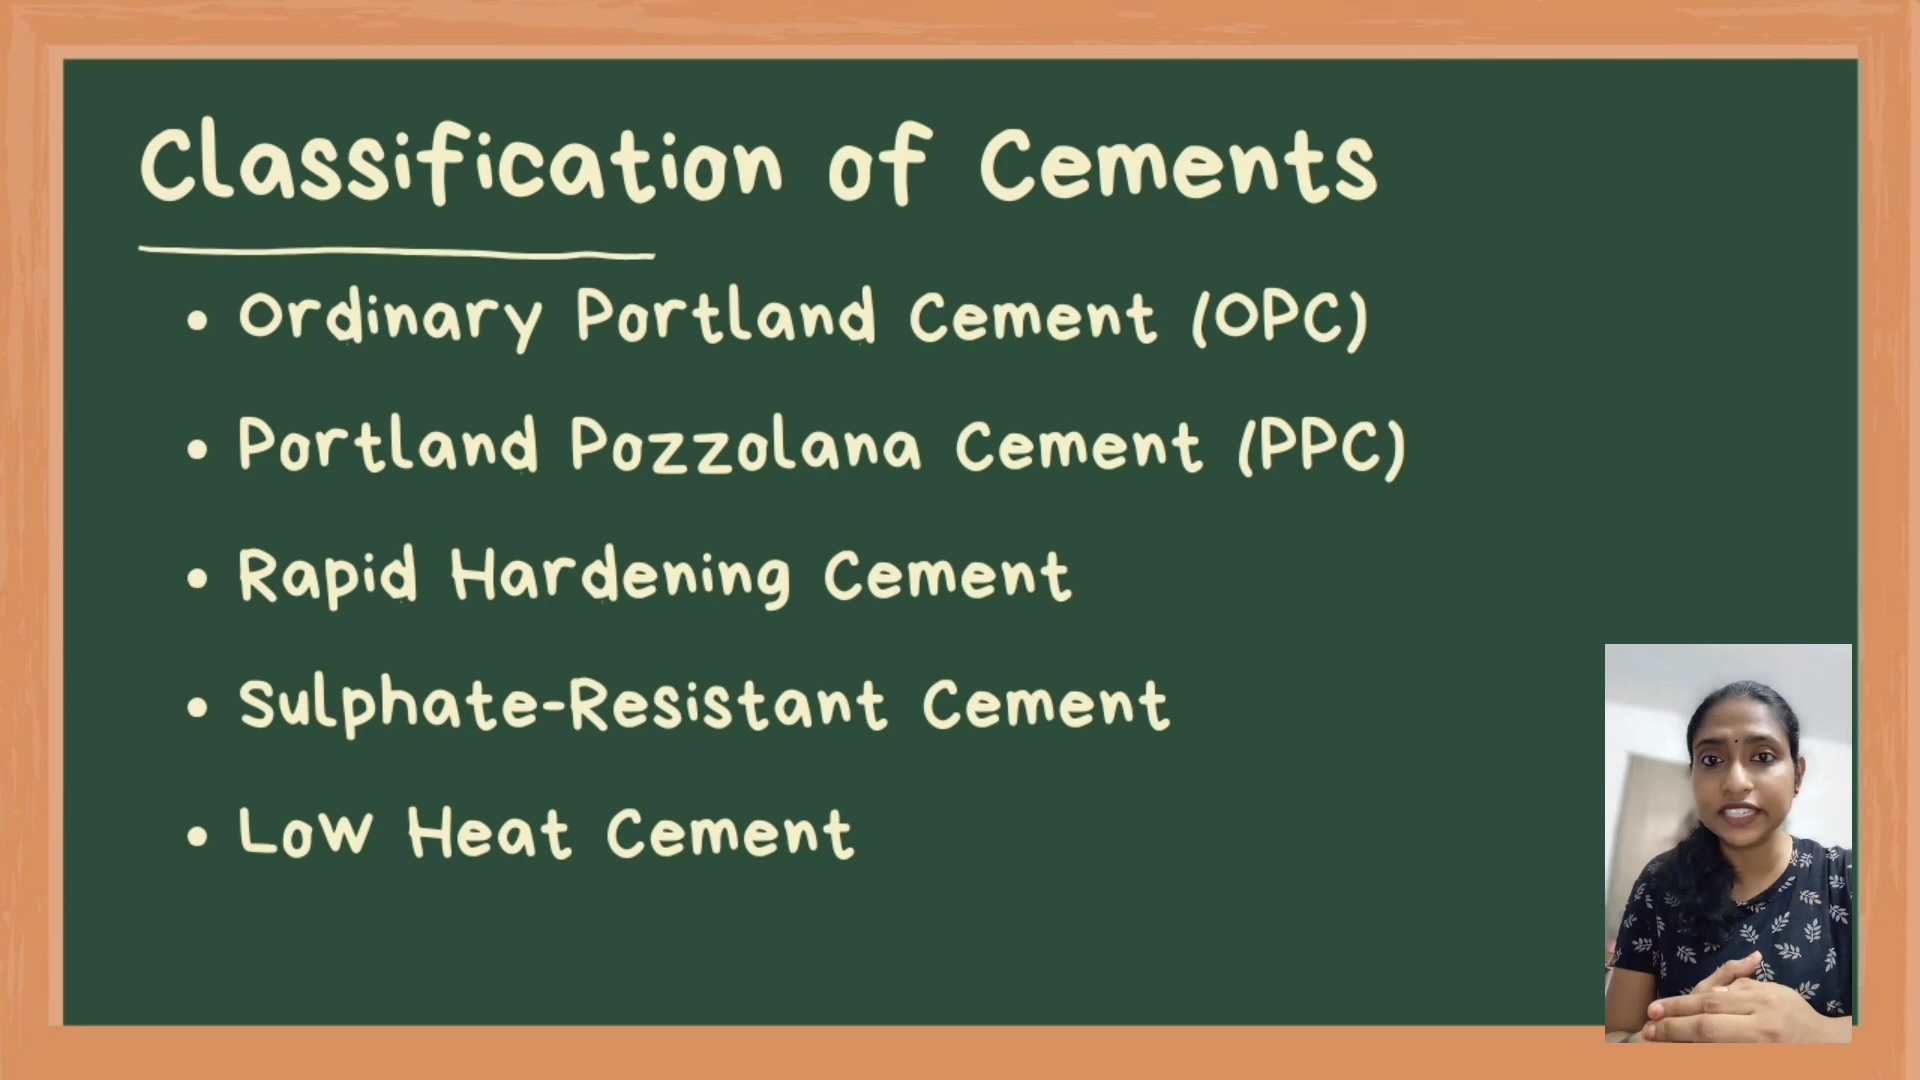 Classification of Cements
• Ordinary Portland Cement (OPC)
• Portland Pozzolana Cement (PPC)
• Rapid Hardening Cement
• Sulphate-Resistant Cement
• Low Heat Cement